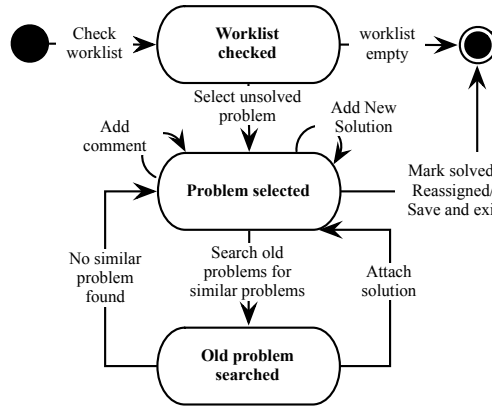 Check
worklist
Worklist
checked
worklist
empty
Select unsolved
problem
Add
comment
Add New
Solution
Problem selected
Mark solved
Reassigned/
Save and exi
No similar
problem
found
Search old
problems for
similar problems
Attach
solution
Old problem
searched